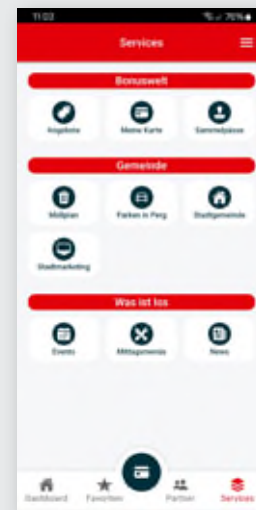 11:03 76%
Services
Bonuswelt
Angebote Meine Karte Sammelpässe
Gemeinde
Müllplan Parken in Perg Stadtgemeinde
Stadtmarketing
Was ist los
Events Mittagsmenüs News
Dashboard Favoriten Partner Services